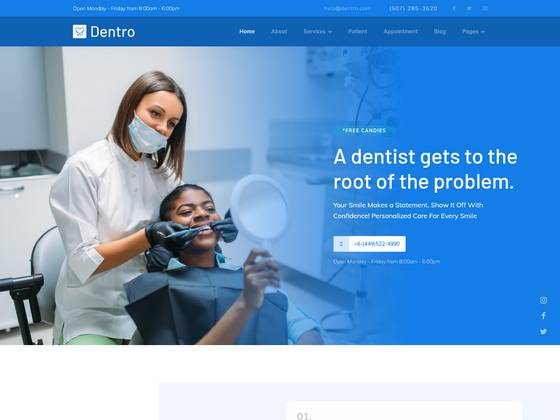 Open Monday - Friday from 8:00am - 6:00pm
help@dentro.com
(507) 285-3620
Dentro
Home About Services Patient Appointment Blog Pages
*FREE CANDIES
A dentist gets to the
root of the problem.
Your Smile Makes a Statement. Show It Off With
Confidence! Personalized Care For Every Smile
+6-(449)522-4990
Open Monday - Friday from 8:00am - 6:00pm
01.